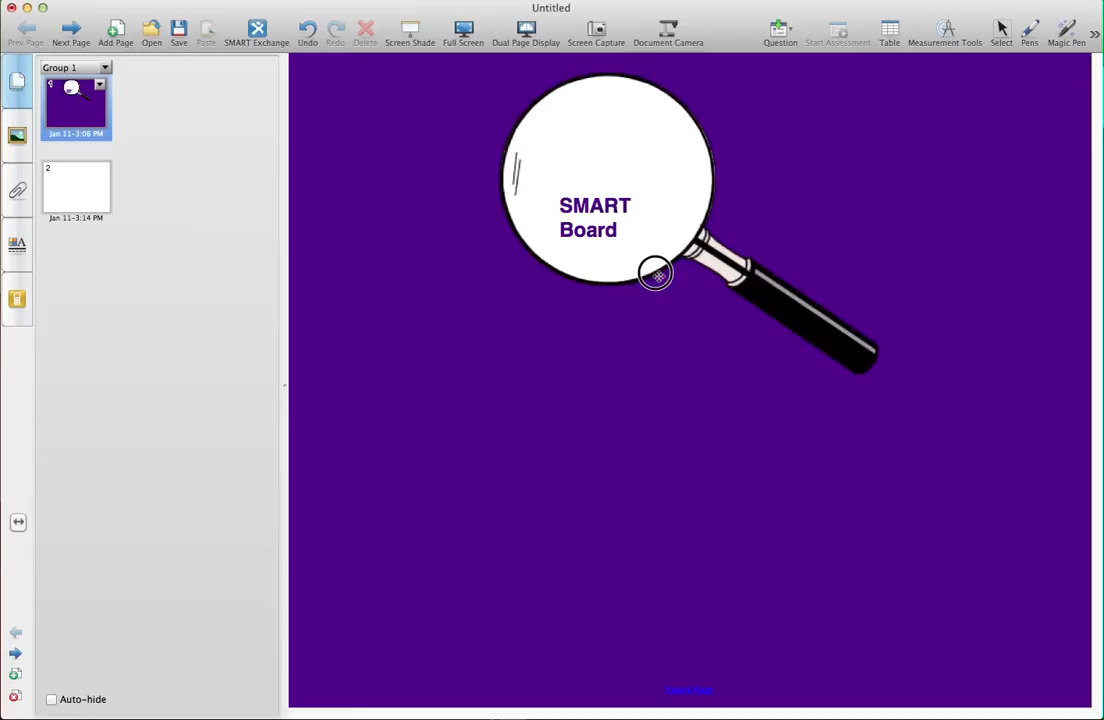 Untitled
Prev Page Next Page Add Page Open Save Paste SMART Exchange Undo Redo Delete Screen Shade Full Screen Dual Page Display Screen Capture Document Camera Question Start Assessment Table Measurement Tools Select Pens Magic Pen
Group 1
Jan 11-3:06 PM
2
Jan 11-3:14 PM
SMART
Board
Auto-hide